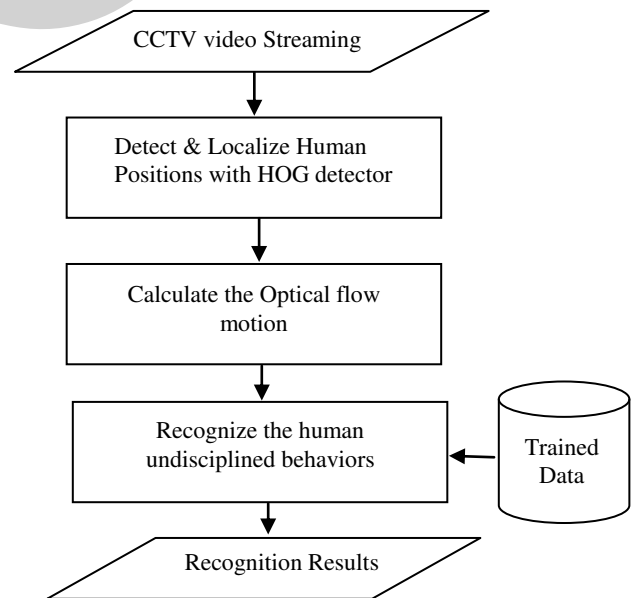 CCTV video Streaming
Detect & Localize Human
Positions with HOG detector
Calculate the Optical flow
motion
Recognize the human
undisciplined behaviors
Trained
Data
Recognition Results